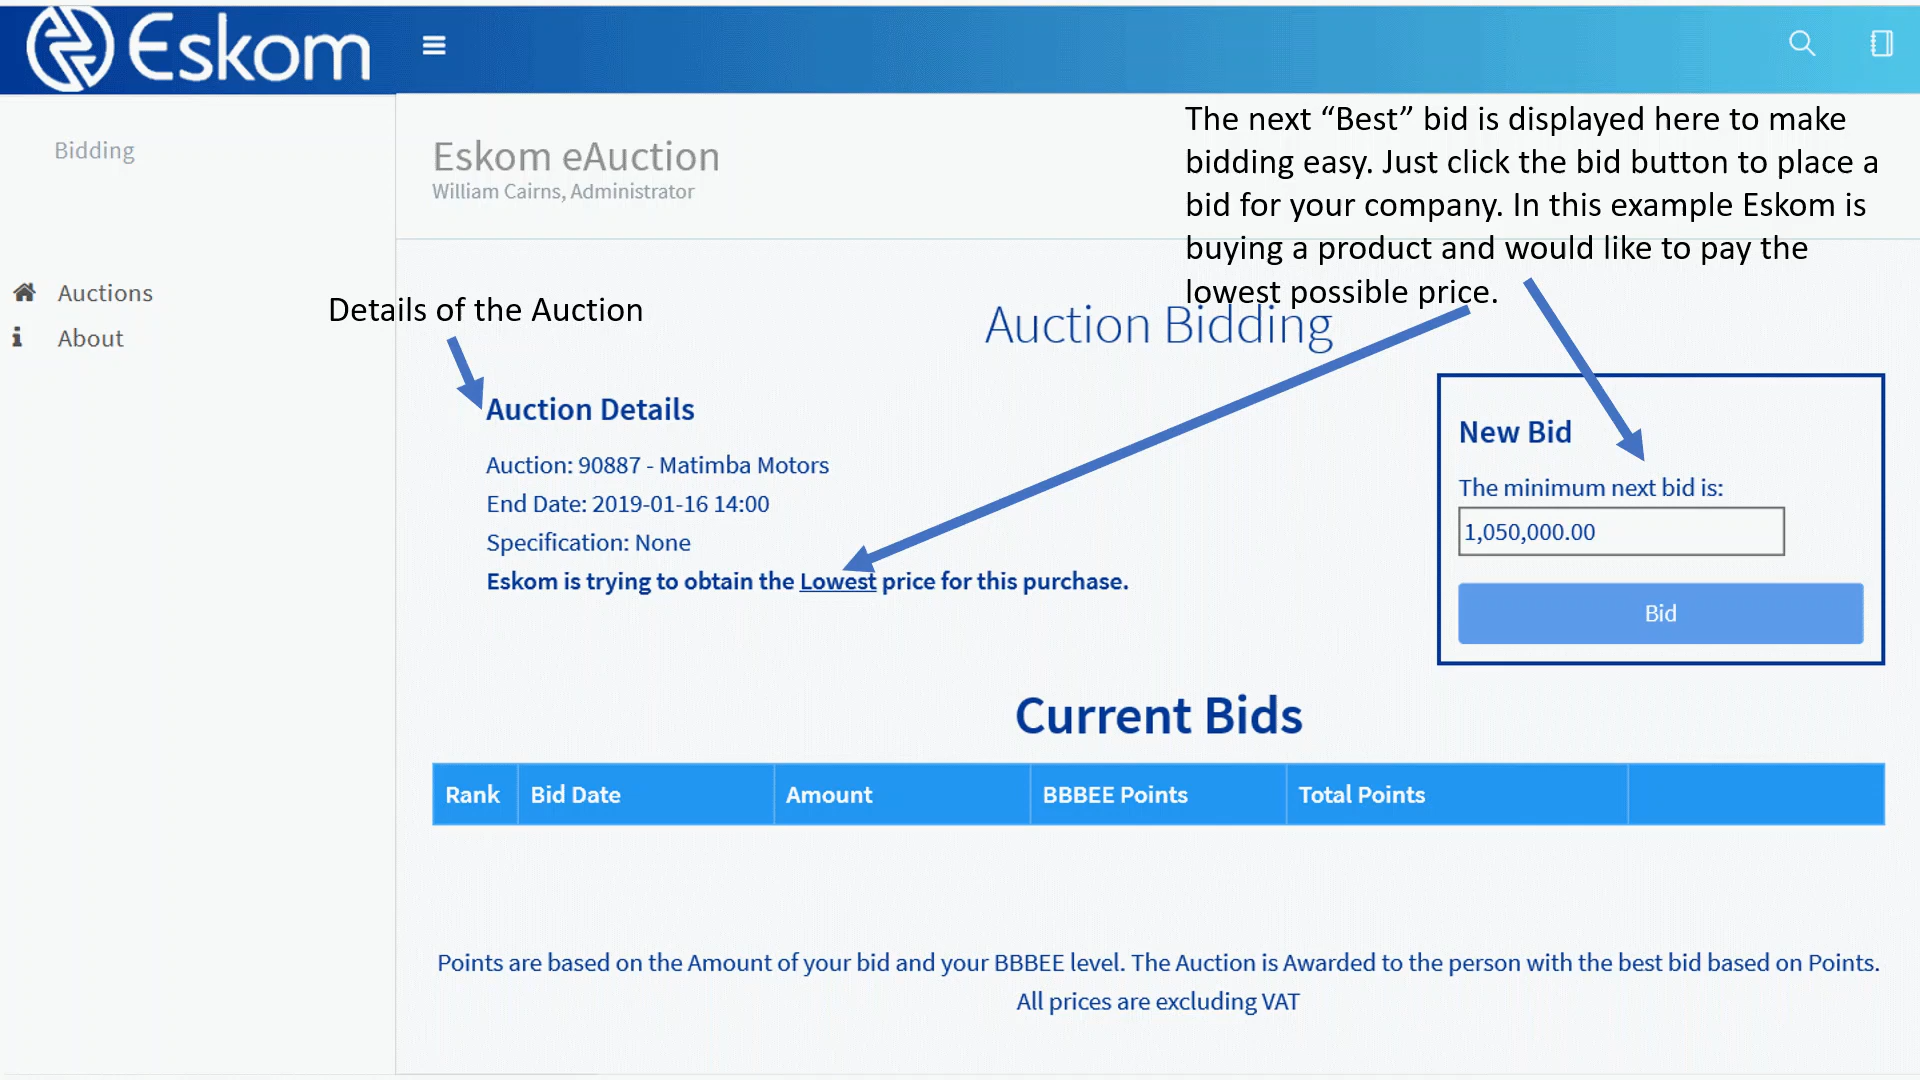 Eskom
Bidding
Auctions
About
Eskom eAuction
William Cairns, Administrator
The next “Best” bid is displayed here to make
bidding easy. Just click the bid button to place a
bid for your company. In this example Eskom is
buying a product and would like to pay the
lowest possible price.
Details of the Auction
Auction Bidding
Auction Details
Auction: 90887 - Matimba Motors
End Date: 2019-01-16 14:00
Specification: None
Eskom is trying to obtain the Lowest price for this purchase.
New Bid
The minimum next bid is:
1,050,000.00
Bid
Current Bids
Rank Bid Date Amount BBBEE Points Total Points
Points are based on the Amount of your bid and your BBBEE level. The Auction is Awarded to the person with the best bid based on Points.
All prices are excluding VAT